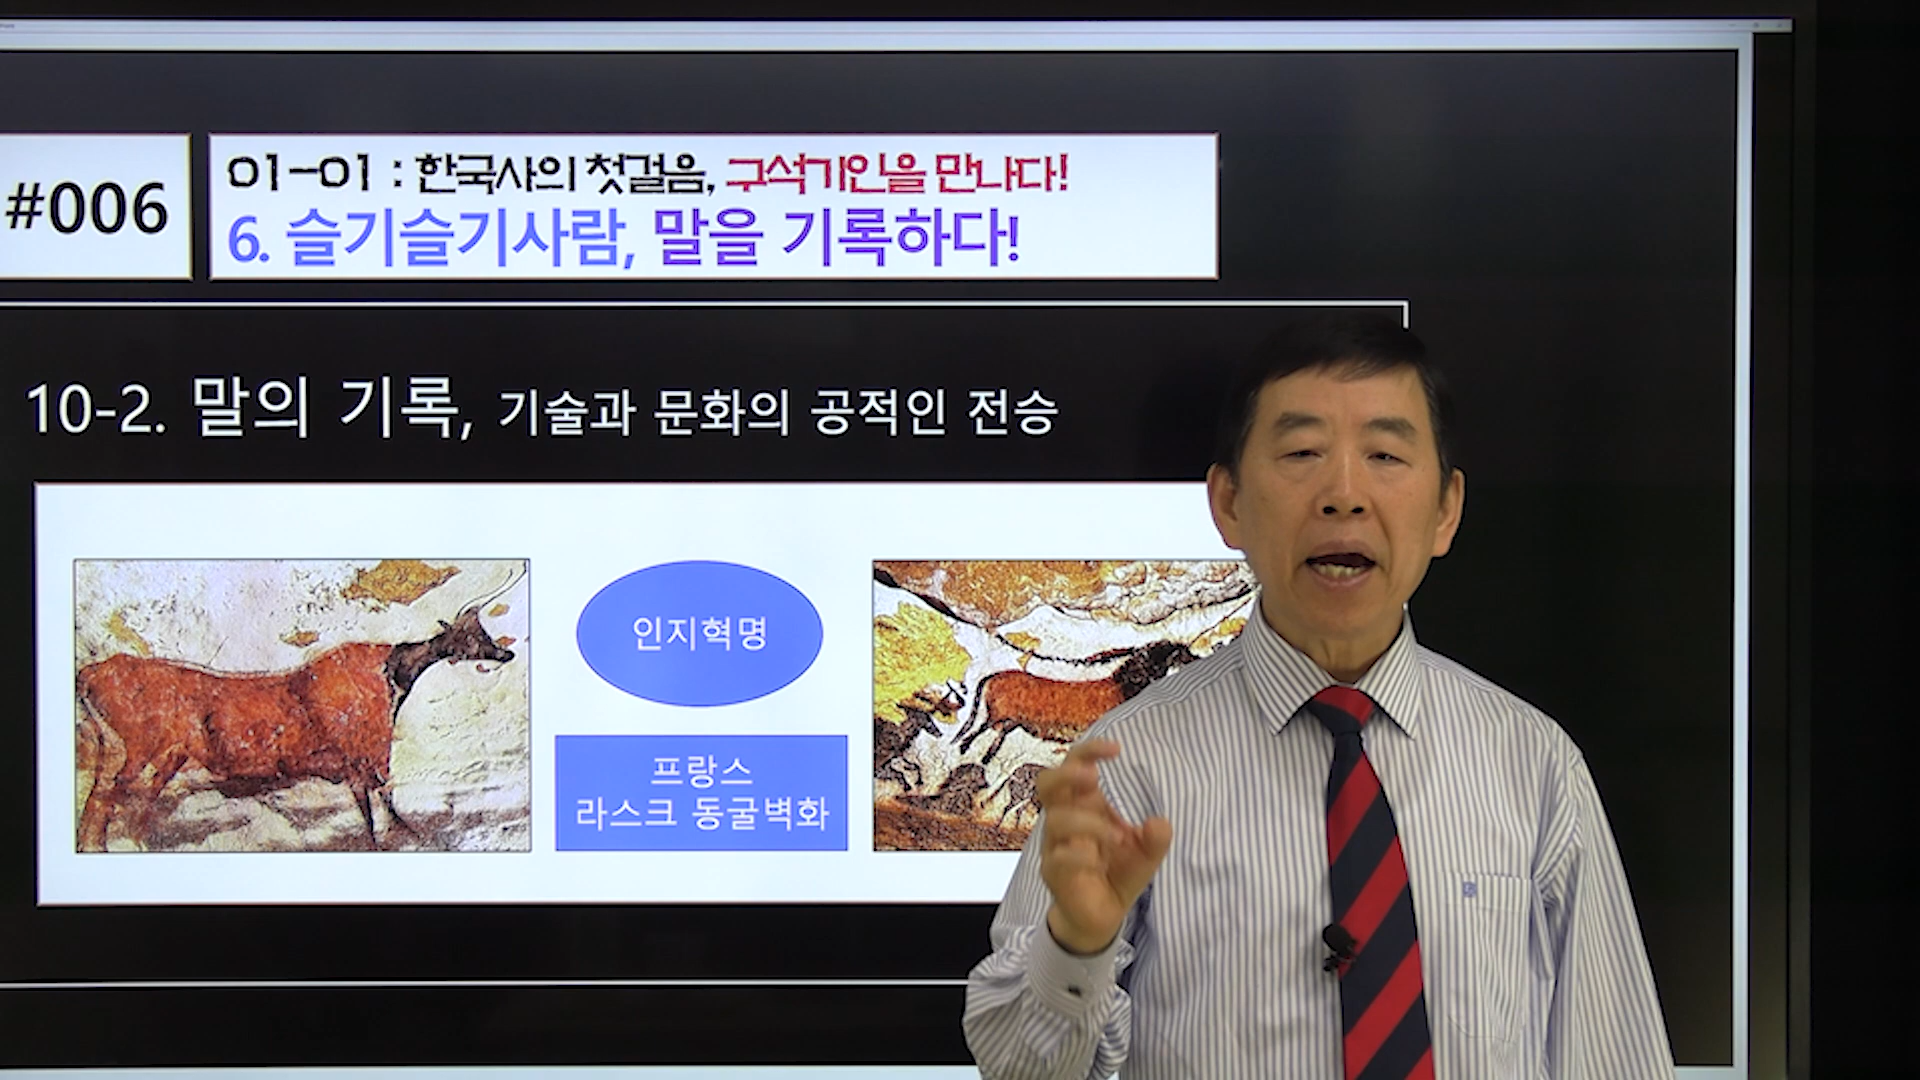 #006
01-01 : 한국사의 첫걸음, 구석기인을 만나다!
6. 슬기슬기사람, 말을 기록하다!
10-2. 말의 기록, 기술과 문화의 공적인 전승
인지혁명
프랑스
라스크 동굴벽화